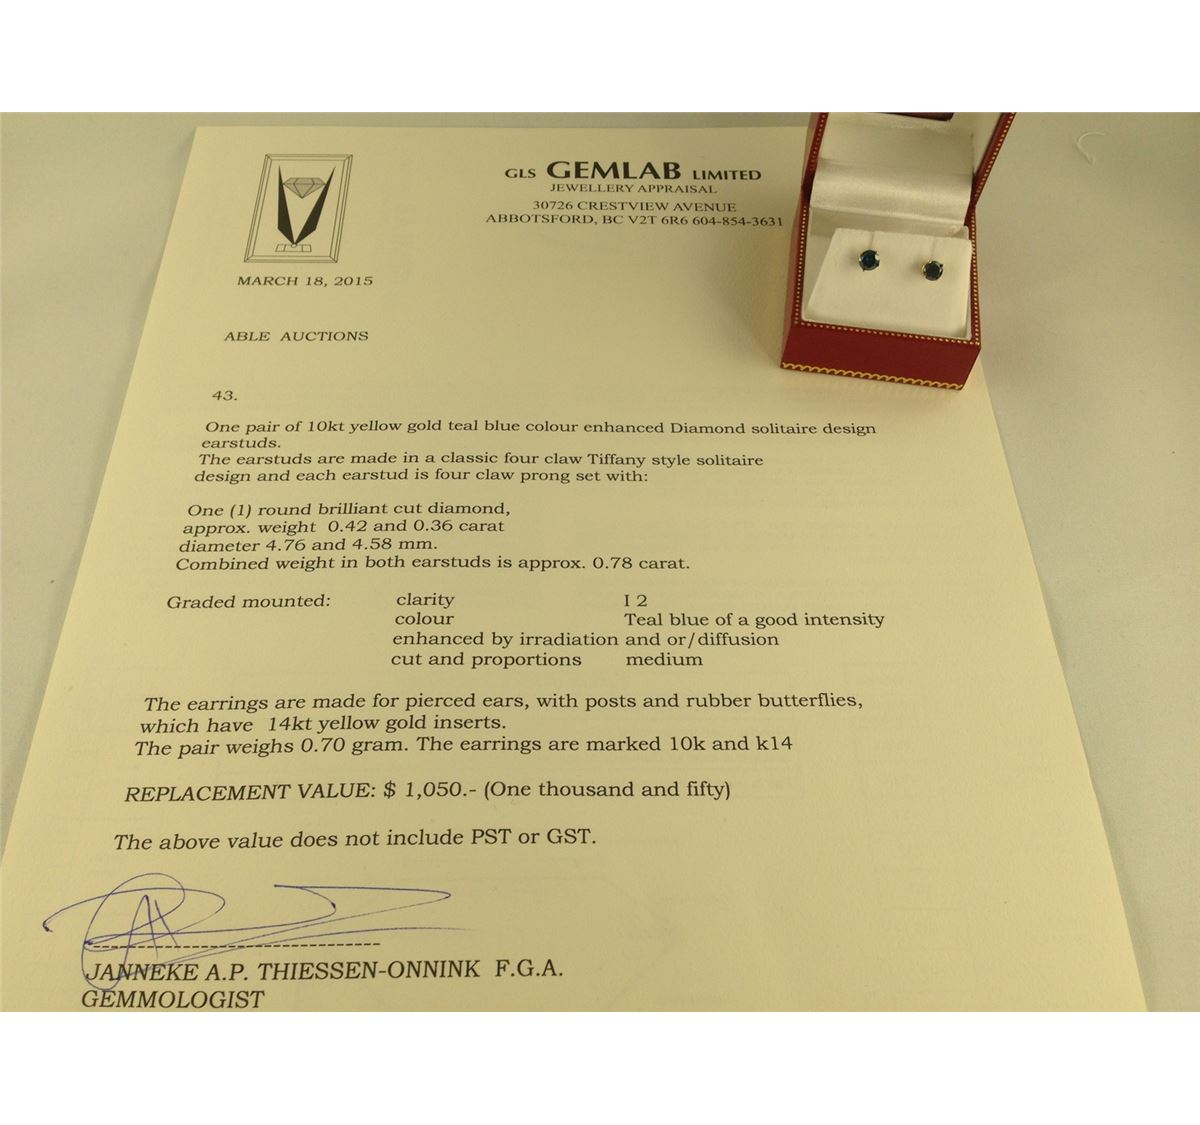 GLS GEMLAB LIMITED
JEWELLERY APPRAISAL
30726 CRESTVIEW AVENUE
ABBOTSFORD, BC V2T 6R6 604-854-3631
MARCH 18, 2015
ABLE AUCTIONS
43.
One pair of 10kt yellow gold teal blue colour enhanced Diamond solitaire design
earstuds.
The earstuds are made in a classic four claw Tiffany style solitaire
design and each earstud is four claw prong set with:
One (1) round brilliant cut diamond,
approx. weight 0.42 and 0.36 carat
diameter 4.76 and 4.58 mm.
Combined weight in both earstuds is approx. 0.78 carat.
Graded mounted: clarity I 2
colour Teal blue of a good intensity
enhanced by irradiation and or/diffusion
cut and proportions medium
The earrings are made for pierced ears, with posts and rubber butterflies,
which have 14kt yellow gold inserts.
The pair weighs 0.70 gram. The earrings are marked 10k and k14
REPLACEMENT VALUE: $ 1,050.- (One thousand and fifty)
The above value does not include PST or GST.
JANNEKE A.P. THIESSEN-ONNINK F.G.A.
GEMMOLOGIST